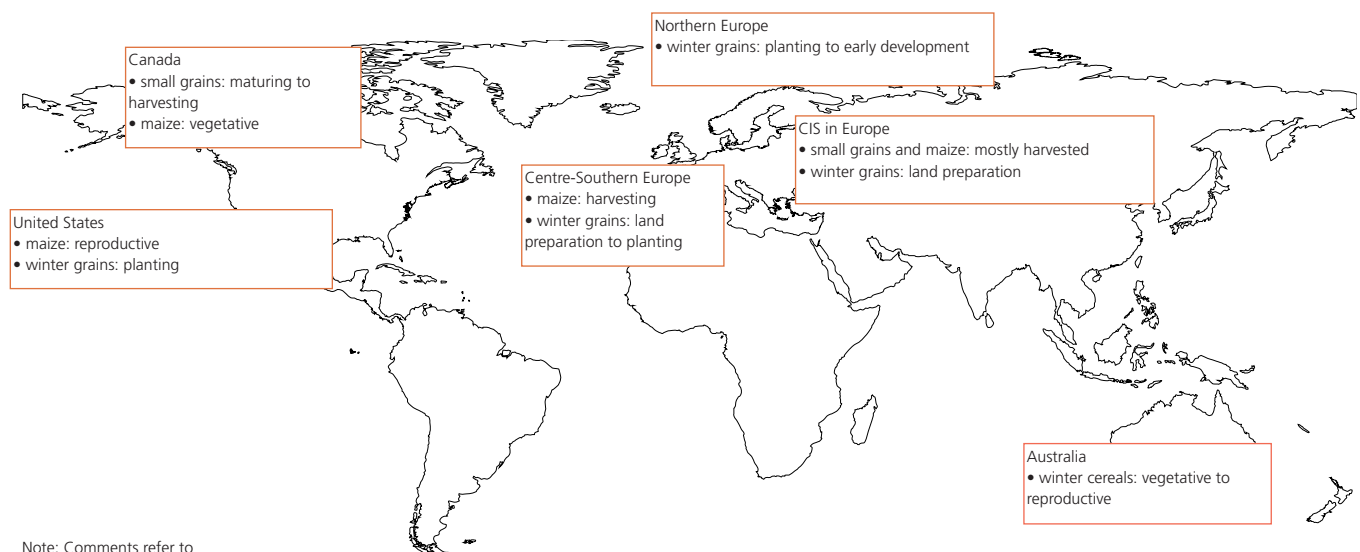 Northern Europe
• winter grains: planting to early development
Canada
• small grains: maturing to
harvesting
• maize: vegetative
CIS in Europe
• small grains and maize: mostly harvested
• winter grains: land preparation
Centre-Southern Europe
• maize: harvesting
• winter grains: land
preparation to planting
United States
• maize: reproductive
• winter grains: planting
Australia
• winter cereals: vegetative to
reproductive
Note: Comments refer to